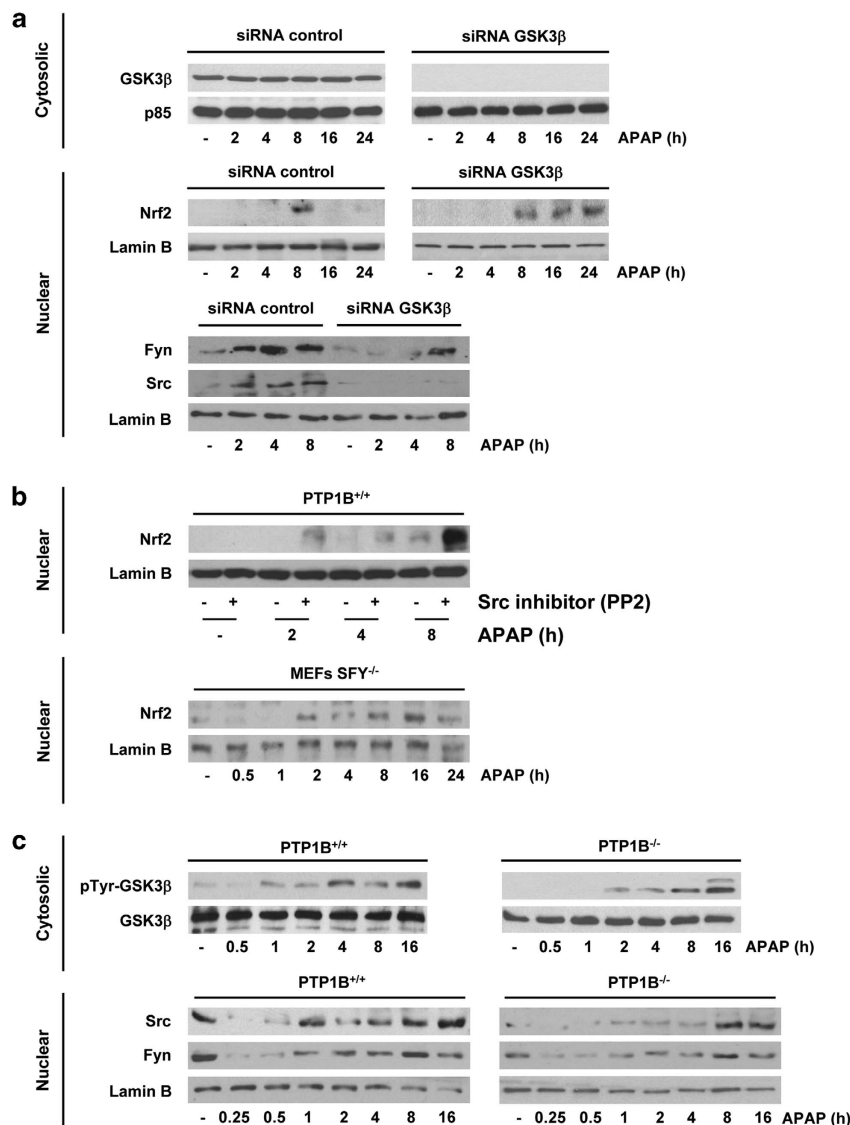 a
Cytosolic
siRNA control siRNA GSK3β
GSK3β
p85
- 2 4 8 16 24 - 2 4 8 16 24 APAP (h)
Nuclear
siRNA control siRNA GSK3β
Nrf2
Lamin B
- 2 4 8 16 24 - 2 4 8 16 24 APAP (h)
siRNA control siRNA GSK3β
Fyn
Src
Lamin B
- 2 4 8 - 2 4 8 APAP (h)
b
Nuclear
PTP1B+/+
Nrf2
Lamin B
- + - + - + - + Src inhibitor (PP2)
- 2 4 8 APAP (h)
Nuclear
MEFs SFY-/-
Nrf2
Lamin B
- 0.5 1 2 4 8 16 24 APAP (h)
c
Cytosolic
PTP1B+/+ PTP1B-/-
pTyr-GSK3β
GSK3β
- 0.5 1 2 4 8 16 - 0.5 1 2 4 8 16 APAP (h)
Nuclear
PTP1B+/+ PTP1B-/-
Src
Fyn
Lamin B
- 0.25 0.5 1 2 4 8 16 - 0.25 0.5 1 2 4 8 16 APAP (h)